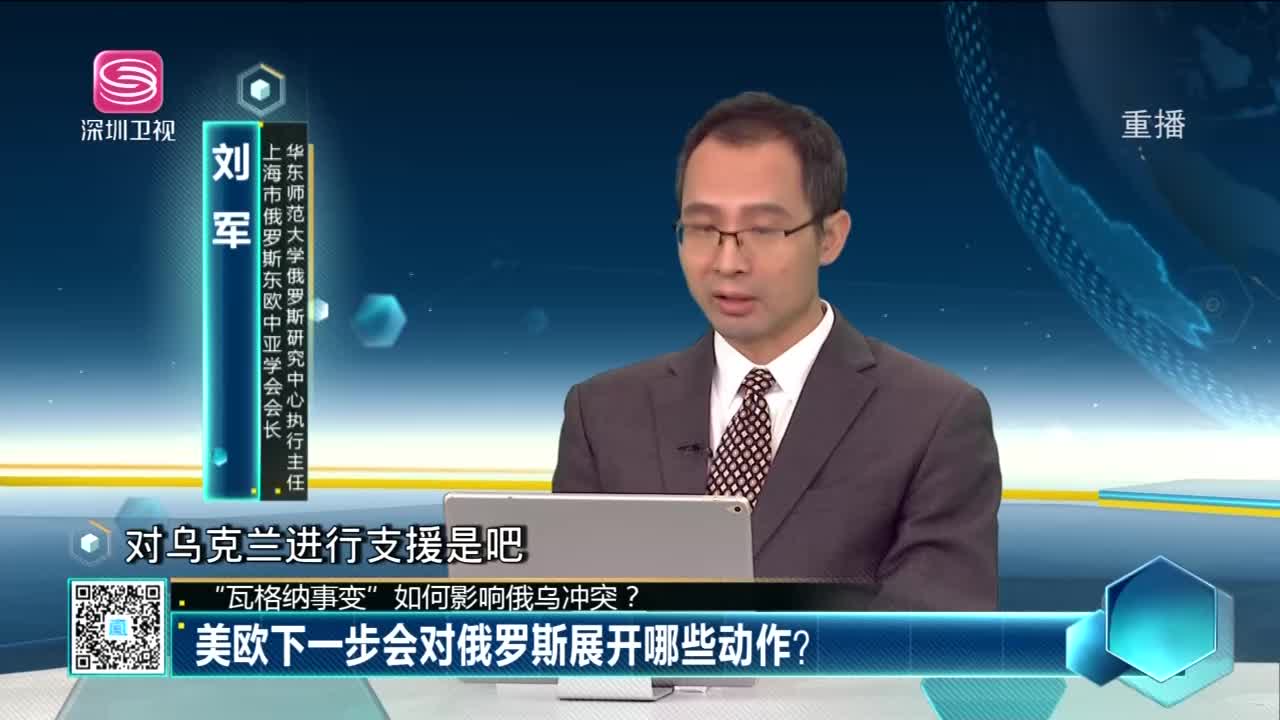 深圳卫视
重播
刘军
华东师范大学俄罗斯研究中心执行主任
上海市俄罗斯东欧中亚学会会长
对乌克兰进行支援是吧
“瓦格纳事变”如何影响俄乌冲突？
美欧下一步会对俄罗斯展开哪些动作？